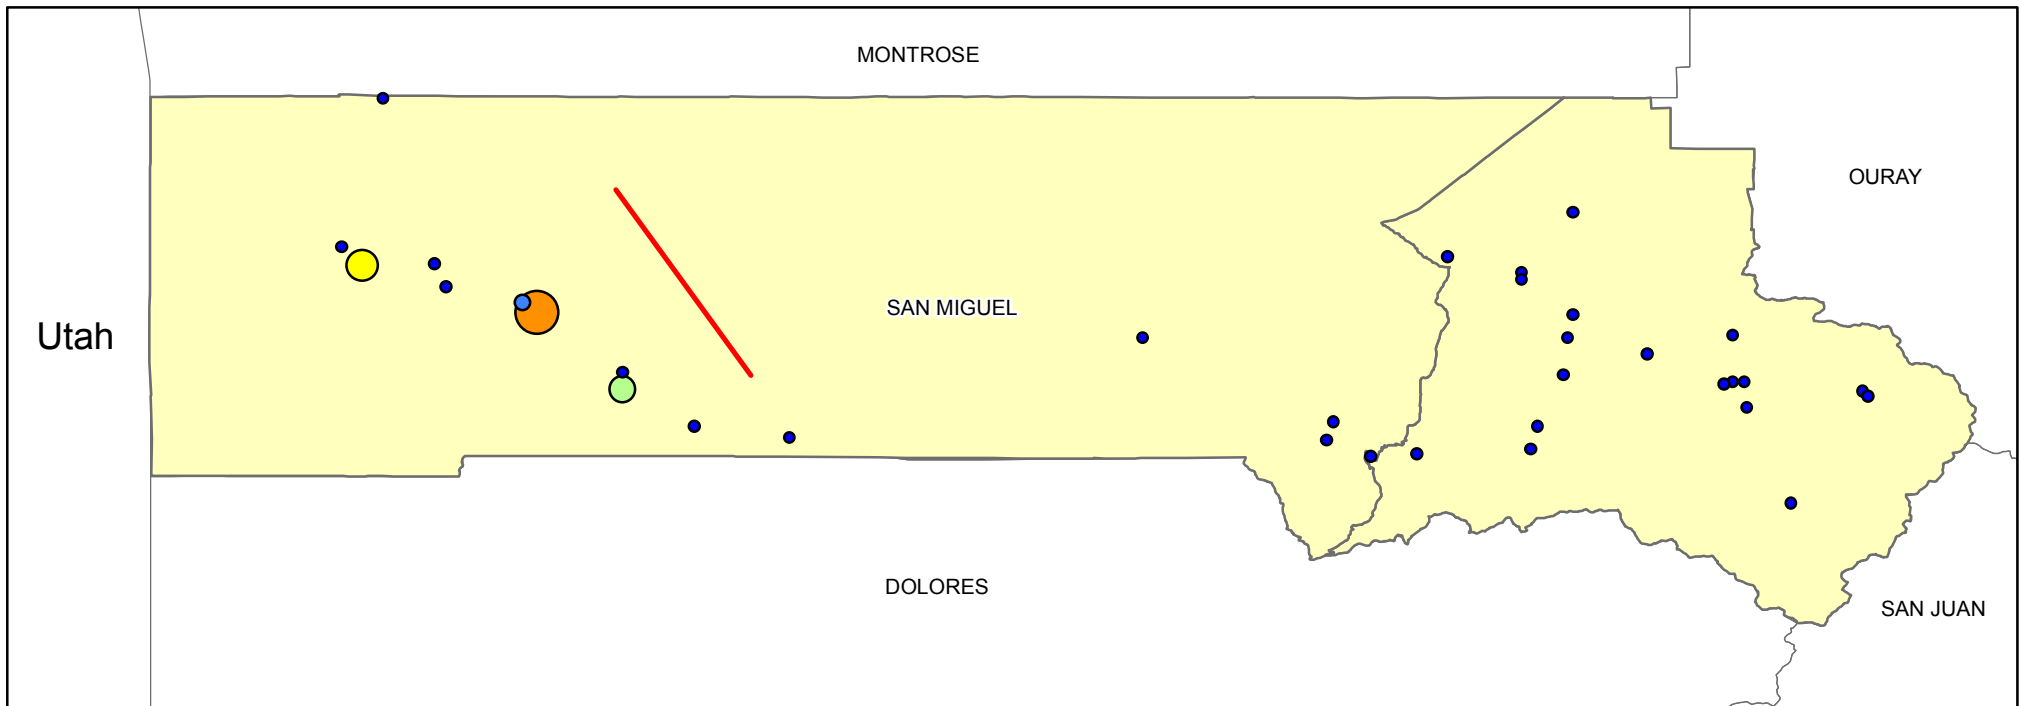 MONTROSE
OURAY
SAN MIGUEL
Utah
DOLORES
SAN JUAN